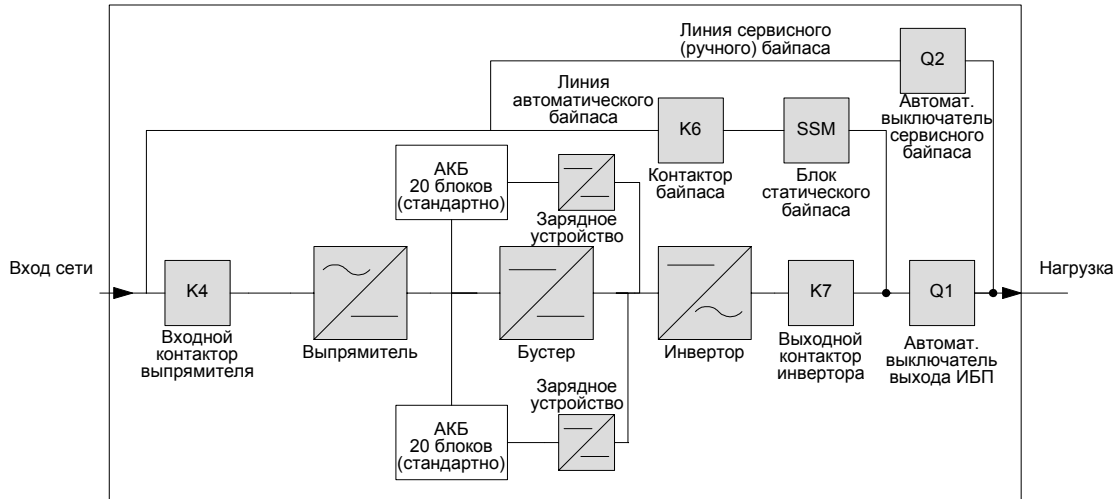 Линия сервисного
(ручного) байпаса
Q2
Автомат.
выключатель
сервисного
байпаса
Линия
автоматического
байпаса
K6
Контактор
байпаса
SSM
Блок
статического
байпаса
АКБ
20 блоков
(стандартно)
Зарядное
устройство
Вход сети
K4
Входной
контактор
выпрямителя
Выпрямитель
Бустер
Инвертор
K7
Выходной
контактор
инвертора
Q1
Автомат.
выключатель
выхода ИБП
Нагрузка
Зарядное
устройство
АКБ
20 блоков
(стандартно)